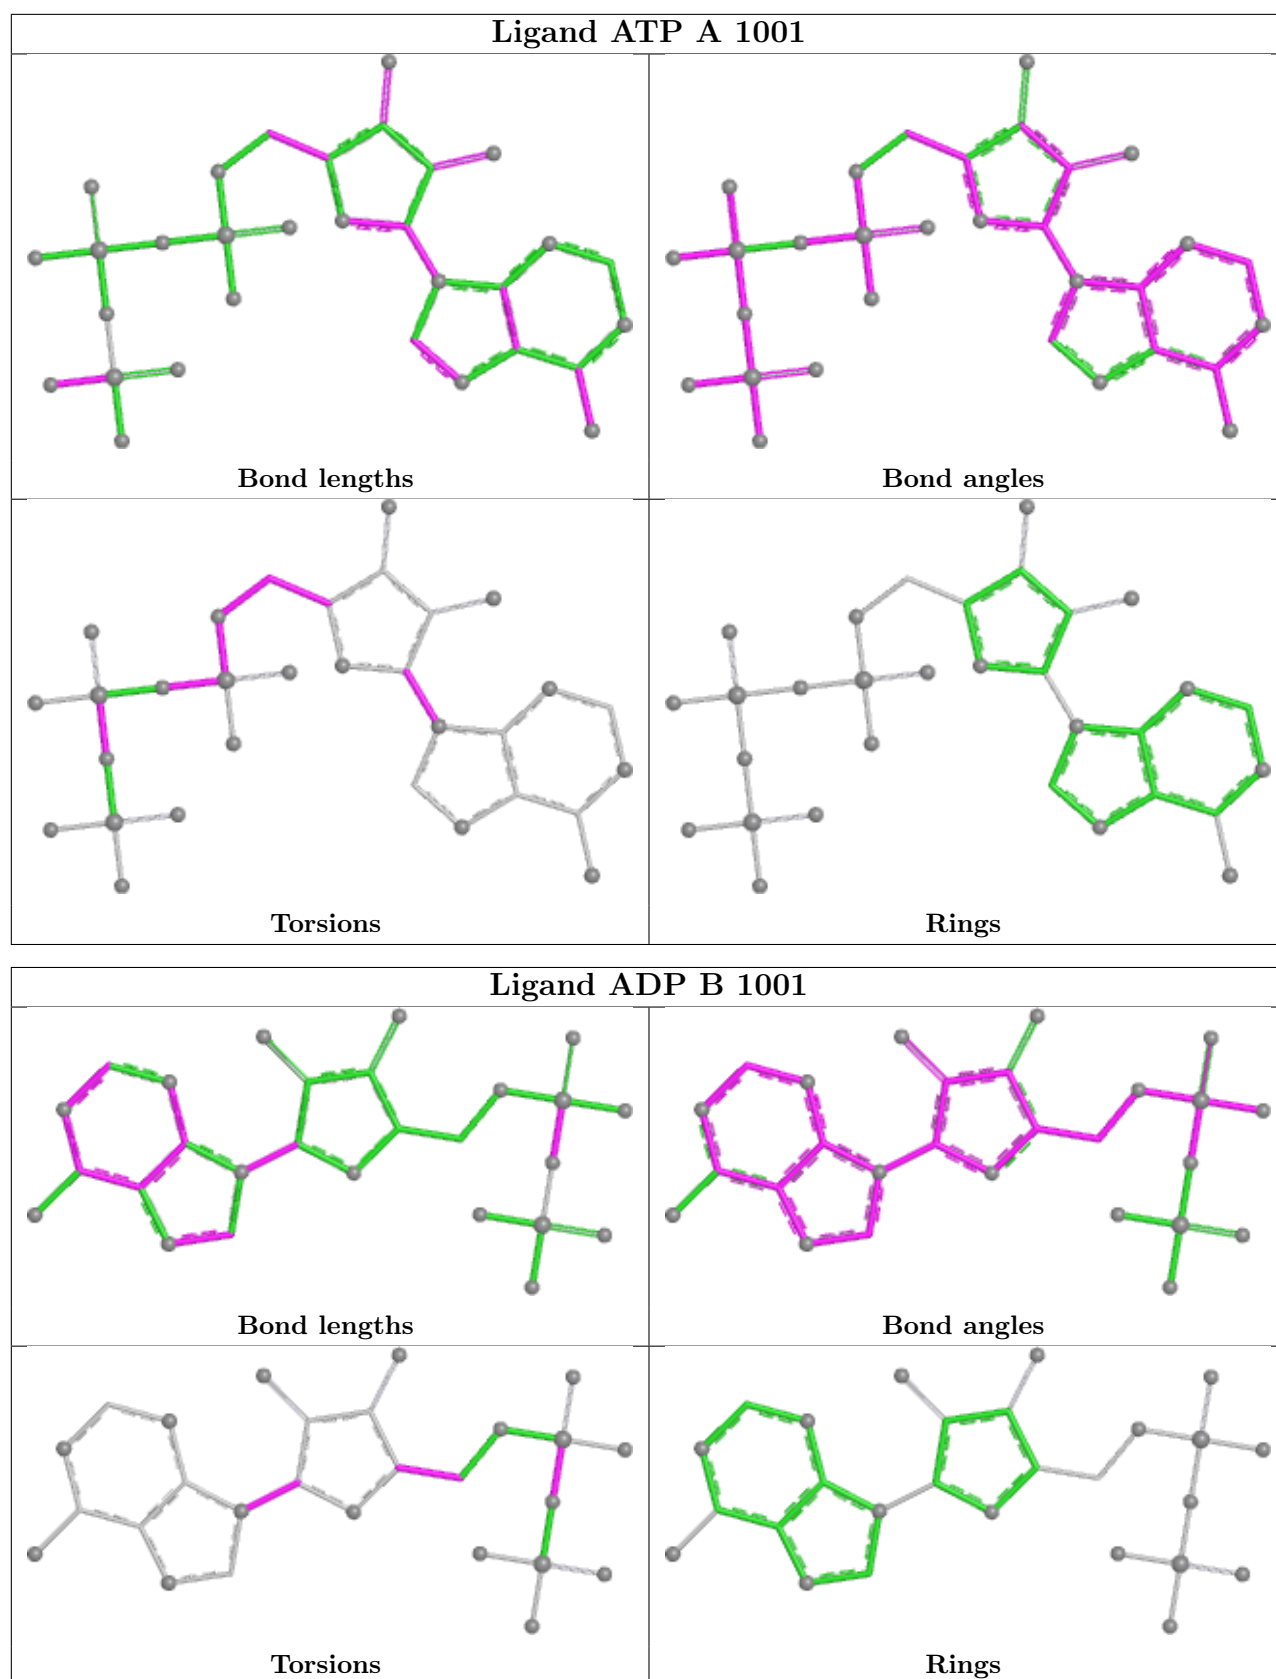 Ligand ATP A 1001
Bond lengths
Bond angles
Torsions
Rings
Ligand ADP B 1001
Bond lengths
Bond angles
Torsions
Rings